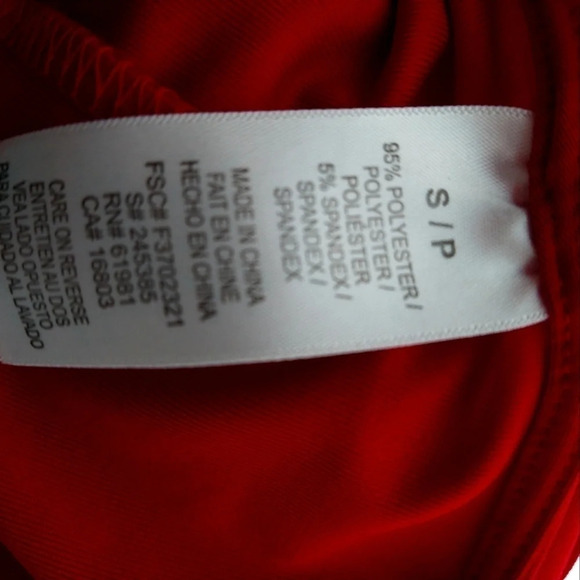 S / P
95% POLYESTER /
POLYESTER /
POLIÉSTER
5% SPANDEX /
SPANDEX /
SPANDEX
MADE IN CHINA
FAIT EN CHINE
HECHO EN CHINA
FSC# F3702321
S# 245385
RN# 61981
CA# 16803
CARE ON REVERSE
ENTRETIEN AU DOS
VEA LADO OPUESTO
PARA CUIDADO AL LAVADO